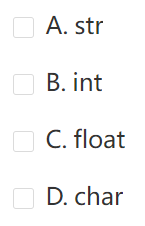 A. str
B. int
C. float
D. char